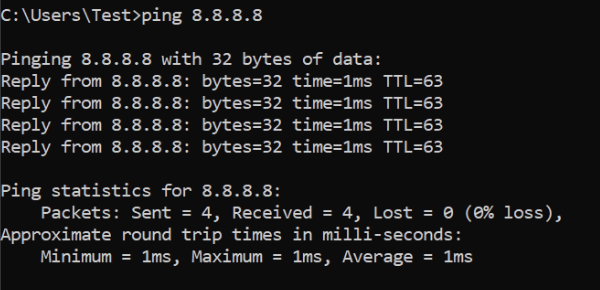 C:\Users\Test>ping 8.8.8.8
Pinging 8.8.8.8 with 32 bytes of data:
Reply from 8.8.8.8: bytes=32 time=1ms TTL=63
Reply from 8.8.8.8: bytes=32 time=1ms TTL=63
Reply from 8.8.8.8: bytes=32 time=1ms TTL=63
Reply from 8.8.8.8: bytes=32 time=1ms TTL=63
Ping statistics for 8.8.8.8:
Packets: Sent = 4, Received = 4, Lost = 0 (0% loss),
Approximate round trip times in milli-seconds:
Minimum = 1ms, Maximum = 1ms, Average = 1ms